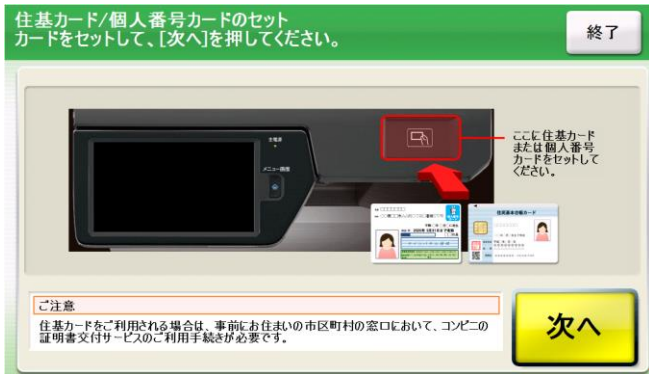 住基カード/個人番号カードのセット
カードをセットして、[次へ]を押してください。
終了
主電源
メニュー画面
ここに住基カード
または個人番号
カードをセットして
ください。
住民基本台帳カード
ご注意
住基カードをご利用される場合は、事前にお住まいの市区町村の窓口において、コンビニの
証明書交付サービスのご利用手続きが必要です。
次へ